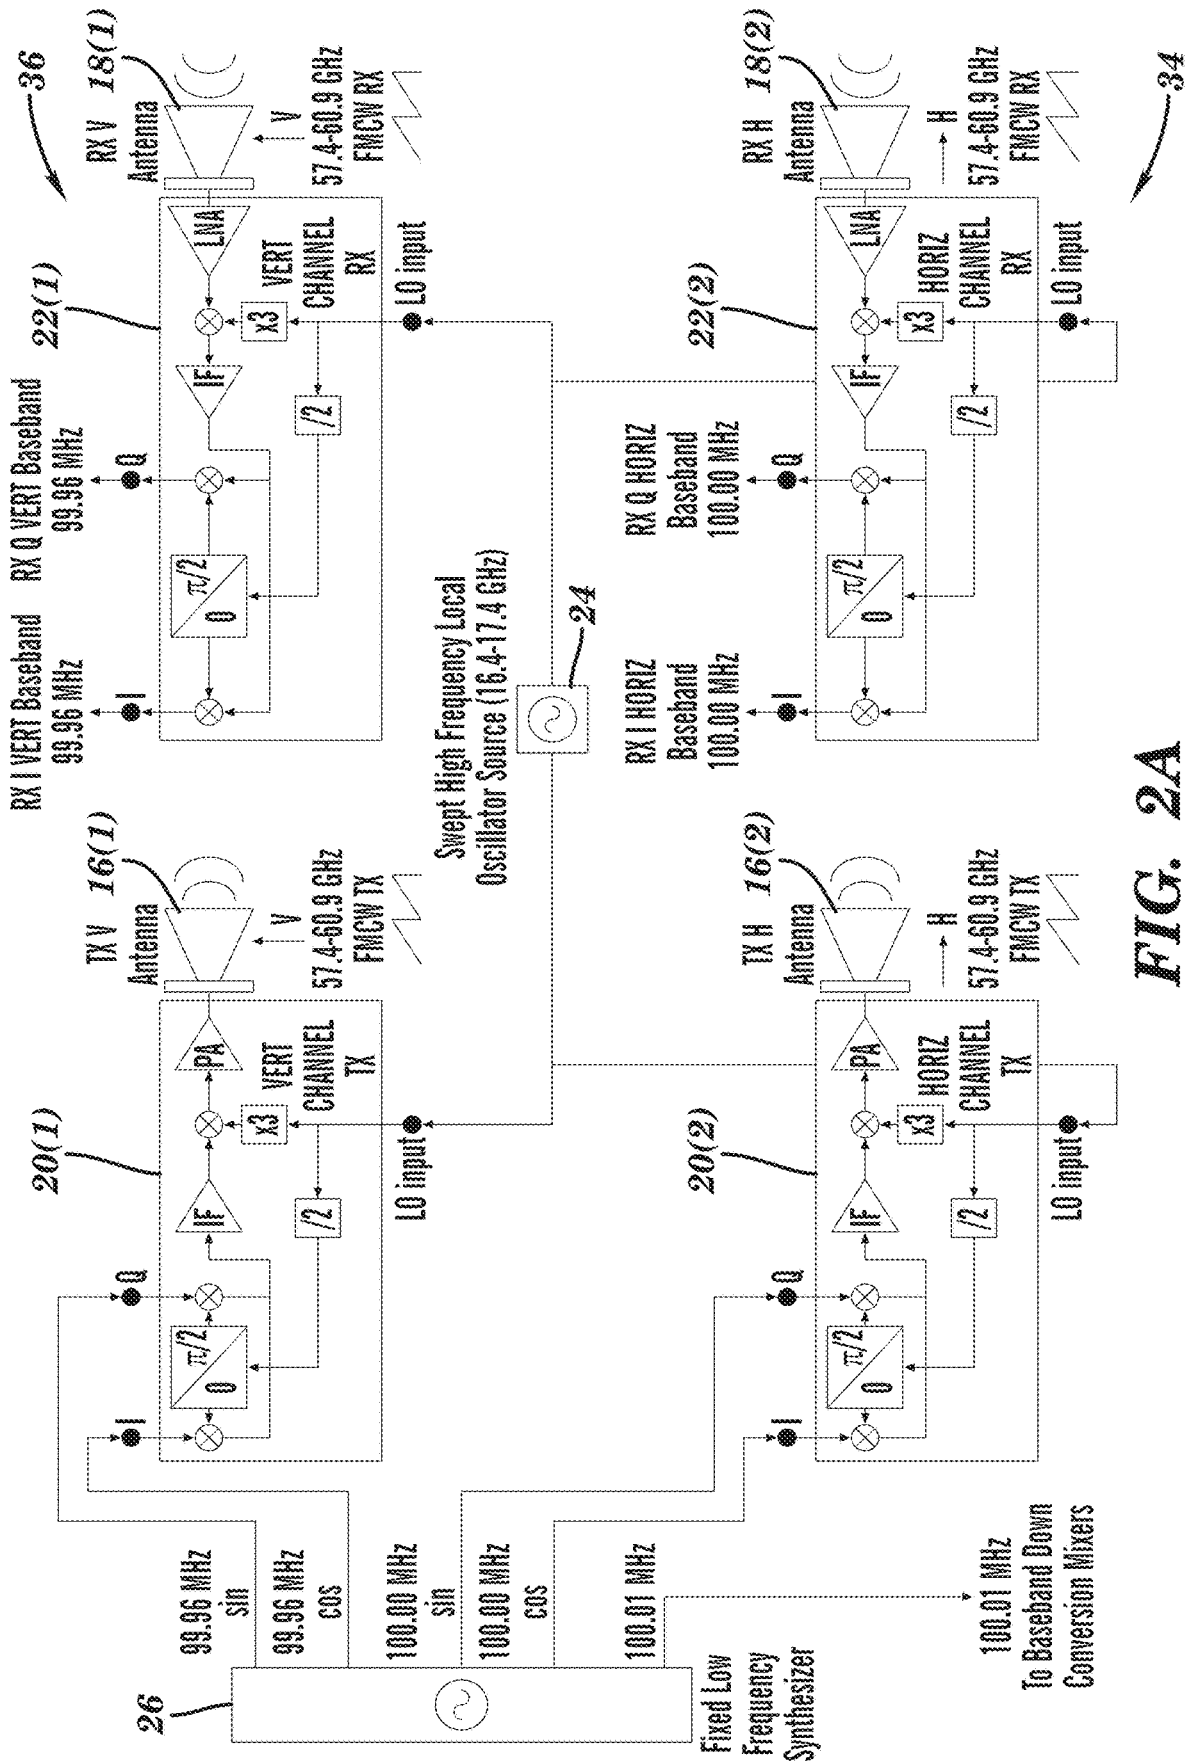 36
RX I VERT Baseband
99.96 MHz
RX Q VERT Baseband
99.96 MHz
I
Q
22(1)
0
π/2
IF
LNA
x3
/2
VERT
CHANNEL
RX
LO input
RX V
Antenna
18(1)
V
57.4-60.9 GHz
FMCW RX
20(1)
I
Q
0
π/2
IF
PA
x3
/2
VERT
CHANNEL
TX
LO input
TX V
Antenna
16(1)
V
57.4-60.9 GHz
FMCW TX
Swept High Frequency Local
Oscillator Source (16.4-17.4 GHz)
24
26
99.96 MHz
sin
99.96 MHz
cos
100.00 MHz
sin
100.00 MHz
cos
100.01 MHz
Fixed Low
Frequency
Synthesizer
100.01 MHz
To Baseband Down
Conversion Mixers
20(2)
I
Q
0
π/2
IF
PA
x3
/2
HORIZ
CHANNEL
TX
LO input
TX H
Antenna
16(2)
H
57.4-60.9 GHz
FMCW TX
RX I HORIZ
Baseband
100.00 MHz
RX Q HORIZ
Baseband
100.00 MHz
I
Q
22(2)
0
π/2
IF
LNA
x3
/2
HORIZ
CHANNEL
RX
LO input
RX H
Antenna
18(2)
H
57.4-60.9 GHz
FMCW RX
34
FIG. 2A